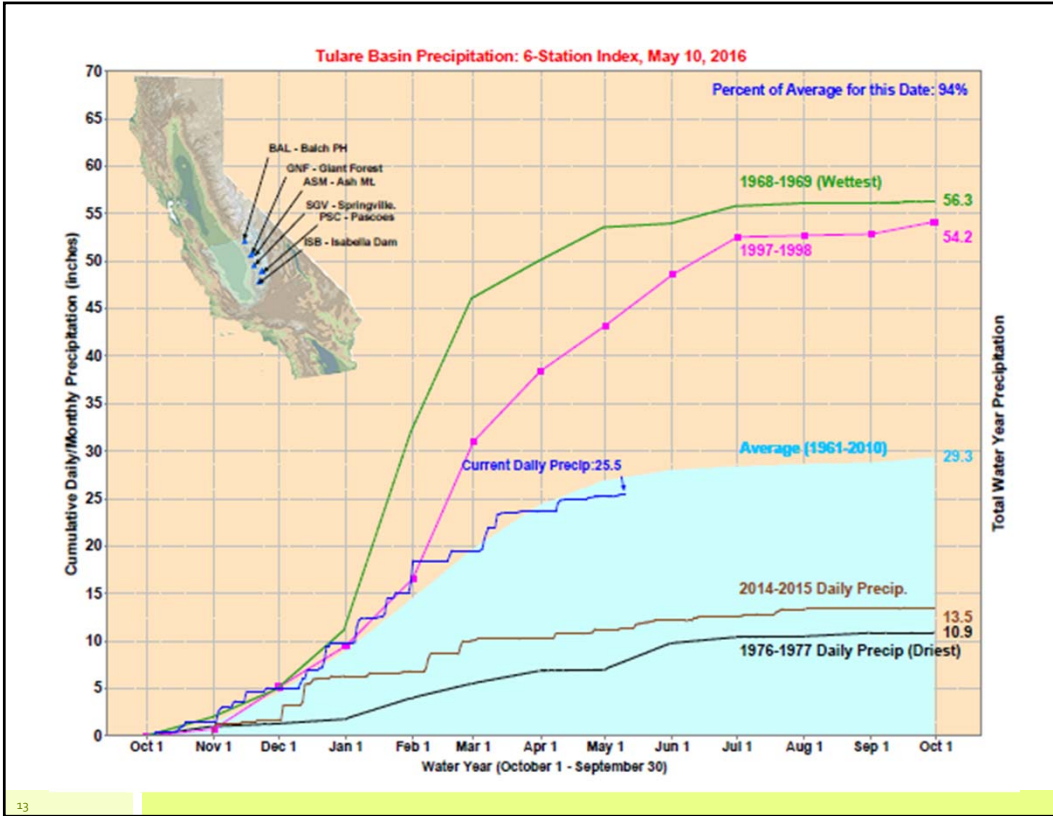 Tulare Basin Precipitation: 6-Station Index, May 10, 2016
Percent of Average for this Date: 94%
Cumulative Daily/Monthly Precipitation (inches)
70
65
60
55
50
45
40
35
30
25
20
15
10
5
0
BAL - Balch PH
GNF - Giant Forest
ASM - Ash Mt.
SGV - Springville.
PSC - Pascoes
ISB - Isabella Dam
1968-1969 (Wettest)
56.3
1997-1998
54.2
Average (1961-2010)
29.3
Current Daily Precip:25.5
2014-2015 Daily Precip.
13.5
10.9
1976-1977 Daily Precip (Driest)
Total Water Year Precipitation
Oct 1 Nov 1 Dec 1 Jan 1 Feb 1 Mar 1 Apr 1 May 1 Jun 1 Jul 1 Aug 1 Sep 1 Oct 1
Water Year (October 1 - September 30)
13